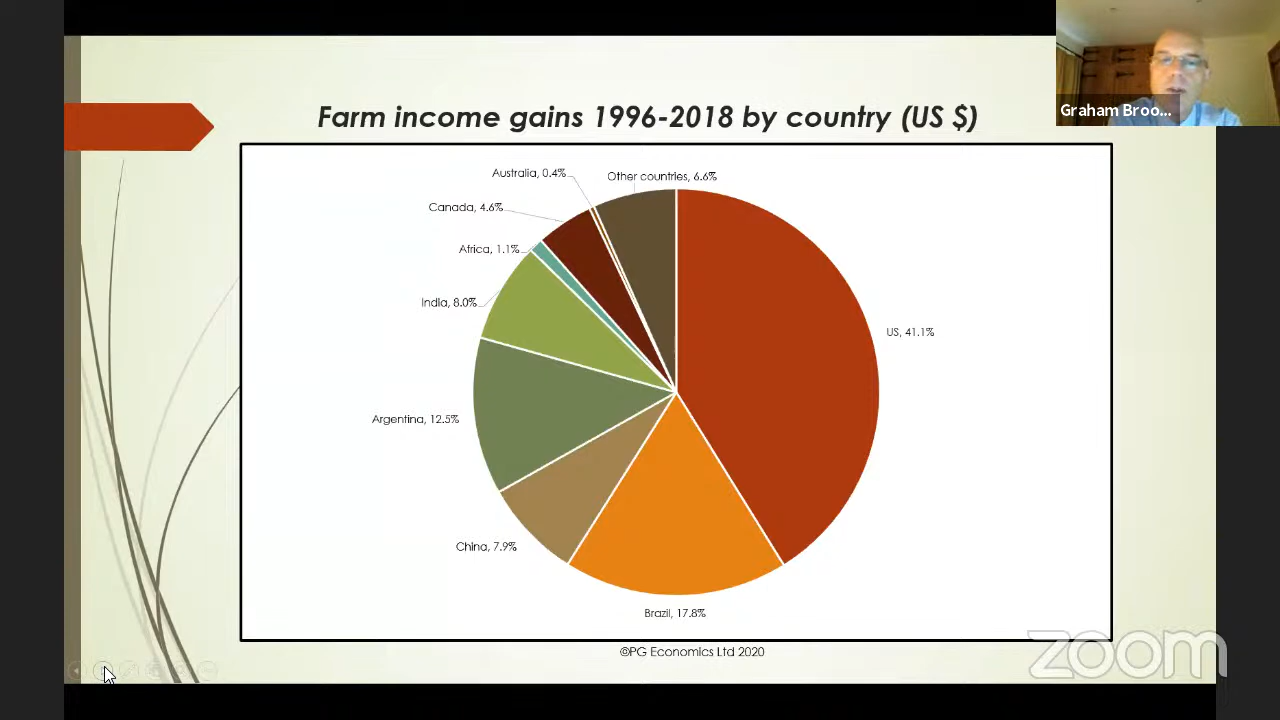 Graham Broo...
Farm income gains 1996-2018 by country (US $)
Australia, 0.4%
Other countries, 6.6%
Canada, 4.6%
Africa, 1.1%
India, 8.0%
US, 41.1%
Argentina, 12.5%
China, 7.9%
Brazil, 17.8%
©PG Economics Ltd 2020
zoom